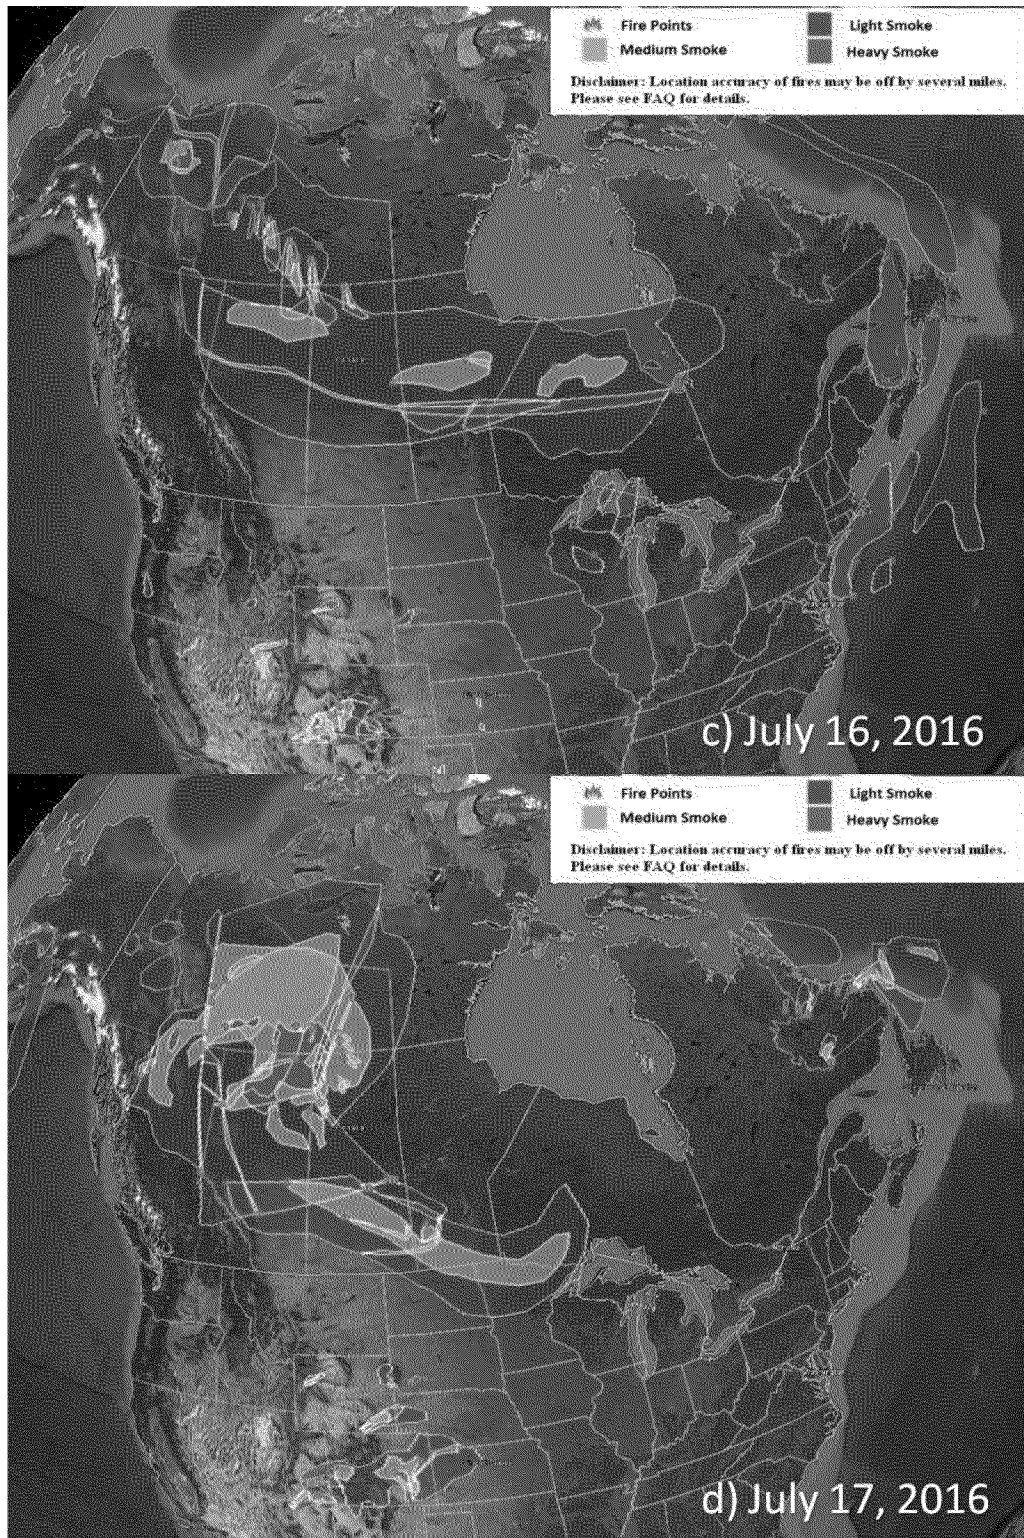 Fire Points
Light Smoke
Medium Smoke
Heavy Smoke
Disclaimer: Location accuracy of fires may be off by several miles.
Please see FAQ for details.
c) July 16, 2016
Fire Points
Light Smoke
Medium Smoke
Heavy Smoke
Disclaimer: Location accuracy of fires may be off by several miles.
Please see FAQ for details.
d) July 17, 2016